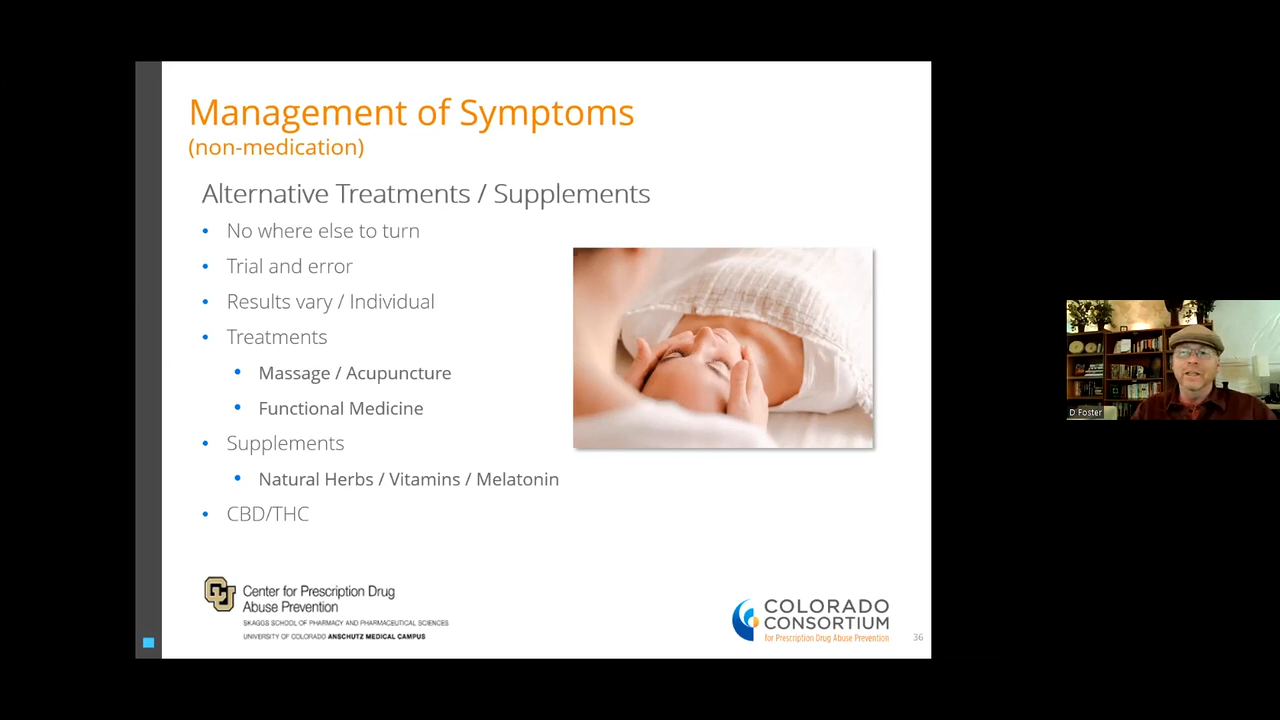 Management of Symptoms
(non-medication)
Alternative Treatments / Supplements
• No where else to turn
• Trial and error
• Results vary / Individual
• Treatments
• Massage / Acupuncture
• Functional Medicine
• Supplements
• Natural Herbs / Vitamins / Melatonin
• CBD/THC
CU
Center for Prescription Drug
Abuse Prevention
SKAGGS SCHOOL OF PHARMACY AND PHARMACEUTICAL SCIENCES
UNIVERSITY OF COLORADO ANSCHUTZ MEDICAL CAMPUS
COLORADO
CONSORTIUM
for Prescription Drug Abuse Prevention
36
D Foster